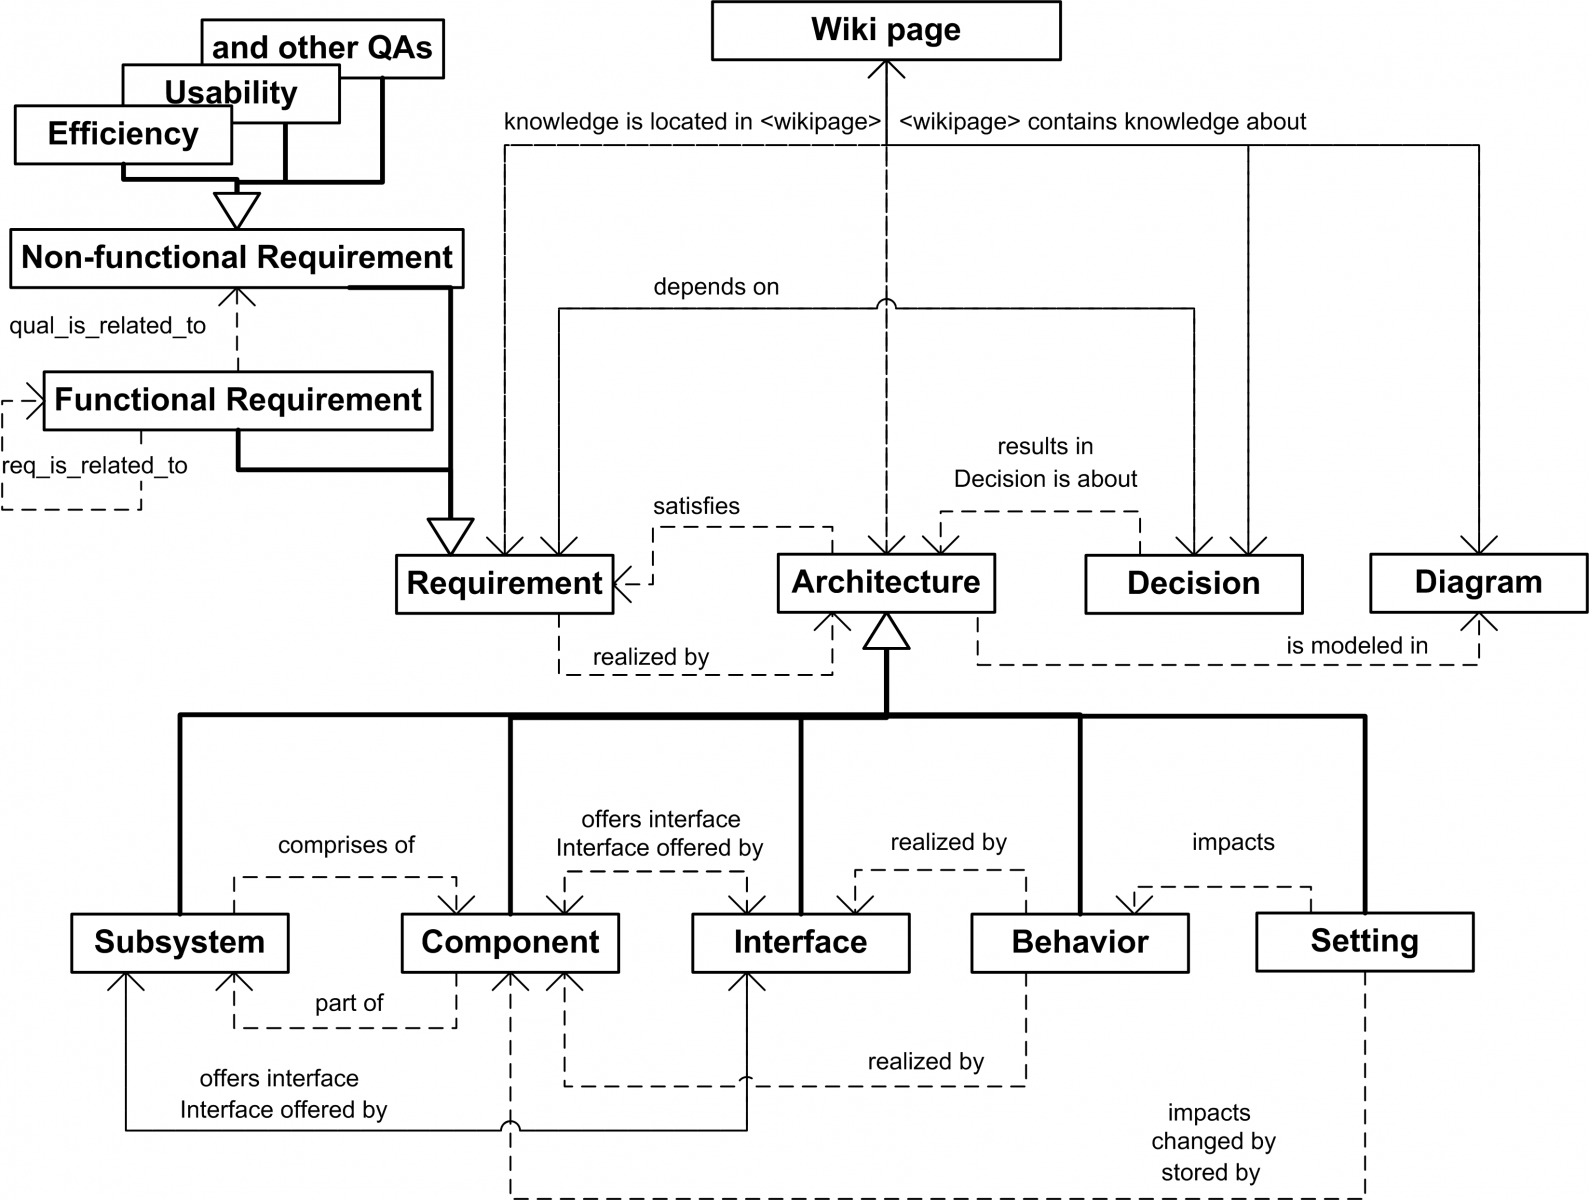 and other QAs
Usability
Efficiency
Wiki page
knowledge is located in <wikipage>
<wikipage> contains knowledge about
Non-functional Requirement
depends on
qual_is_related_to
Functional Requirement
req_is_related_to
results in
Decision is about
satisfies
Requirement
Architecture
Decision
Diagram
realized by
is modeled in
comprises of
offers interface
Interface offered by
realized by
impacts
Subsystem
Component
Interface
Behavior
Setting
part of
realized by
offers interface
Interface offered by
impacts
changed by
stored by